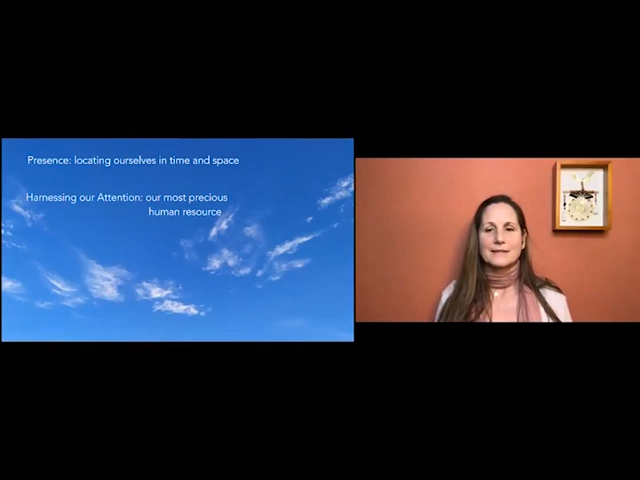 Presence: locating ourselves in time and space
Harnessing our Attention: our most precious
human resource